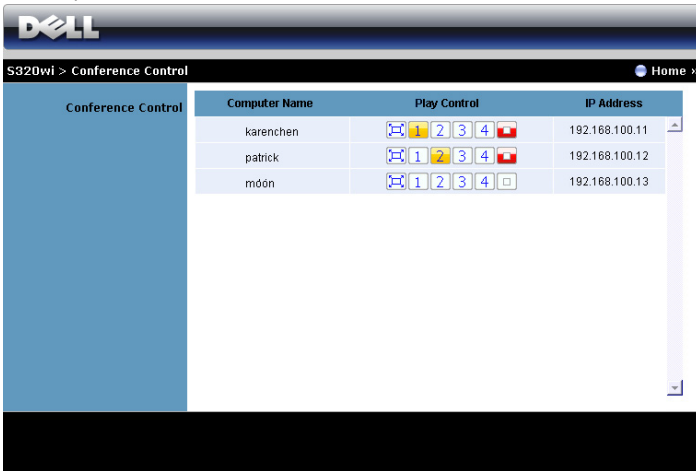 DELL
S320wi > Conference Control
Home »
Conference Control
Computer Name Play Control IP Address
karenchen 1 2 3 4 192.168.100.11
patrick 1 2 3 4 192.168.100.12
móón 1 2 3 4 192.168.100.13